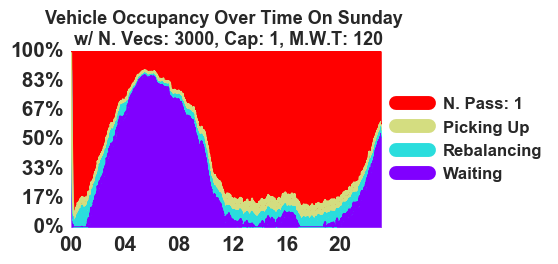 Vehicle Occupancy Over Time On Sunday
w/ N. Vecs: 3000, Cap: 1, M.W.T: 120
100%
83%
67%
50%
33%
17%
0%
00 04 08 12 16 20
N. Pass: 1
Picking Up
Rebalancing
Waiting